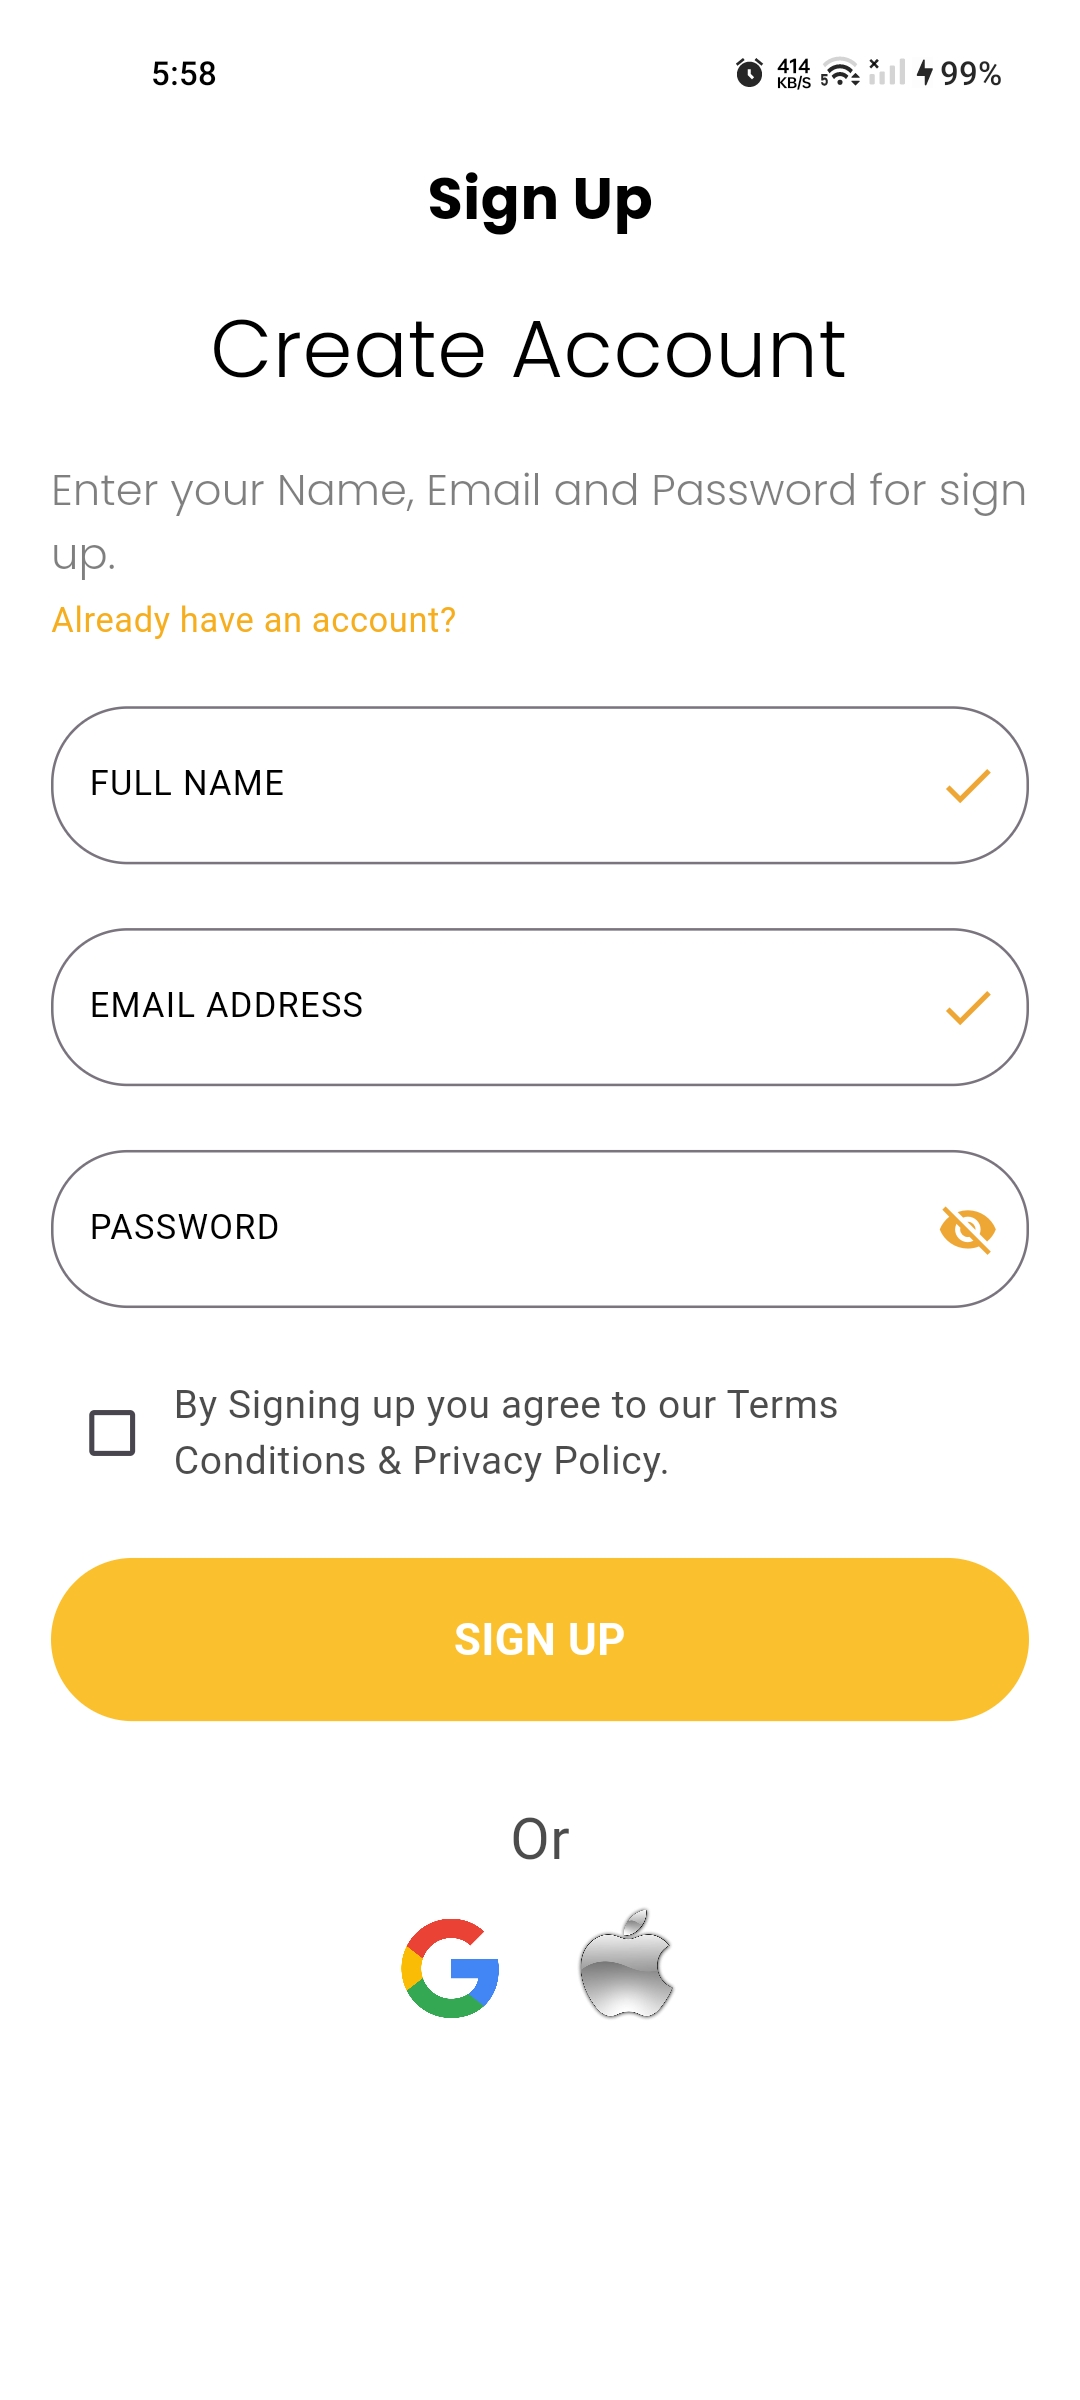 5:58
414
KB/S
5
99%
Sign Up
Create Account
Enter your Name, Email and Password for sign
up.
Already have an account?
FULL NAME
EMAIL ADDRESS
PASSWORD
By Signing up you agree to our Terms
Conditions & Privacy Policy.
SIGN UP
Or